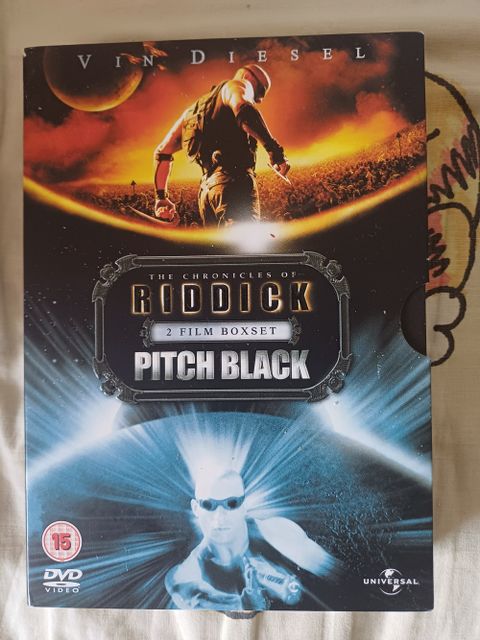 VIN DIESEL
THE CHRONICLES OF
RIDDICK
2 FILM BOXSET
PITCH BLACK
15
DVD
VIDEO
UNIVERSAL